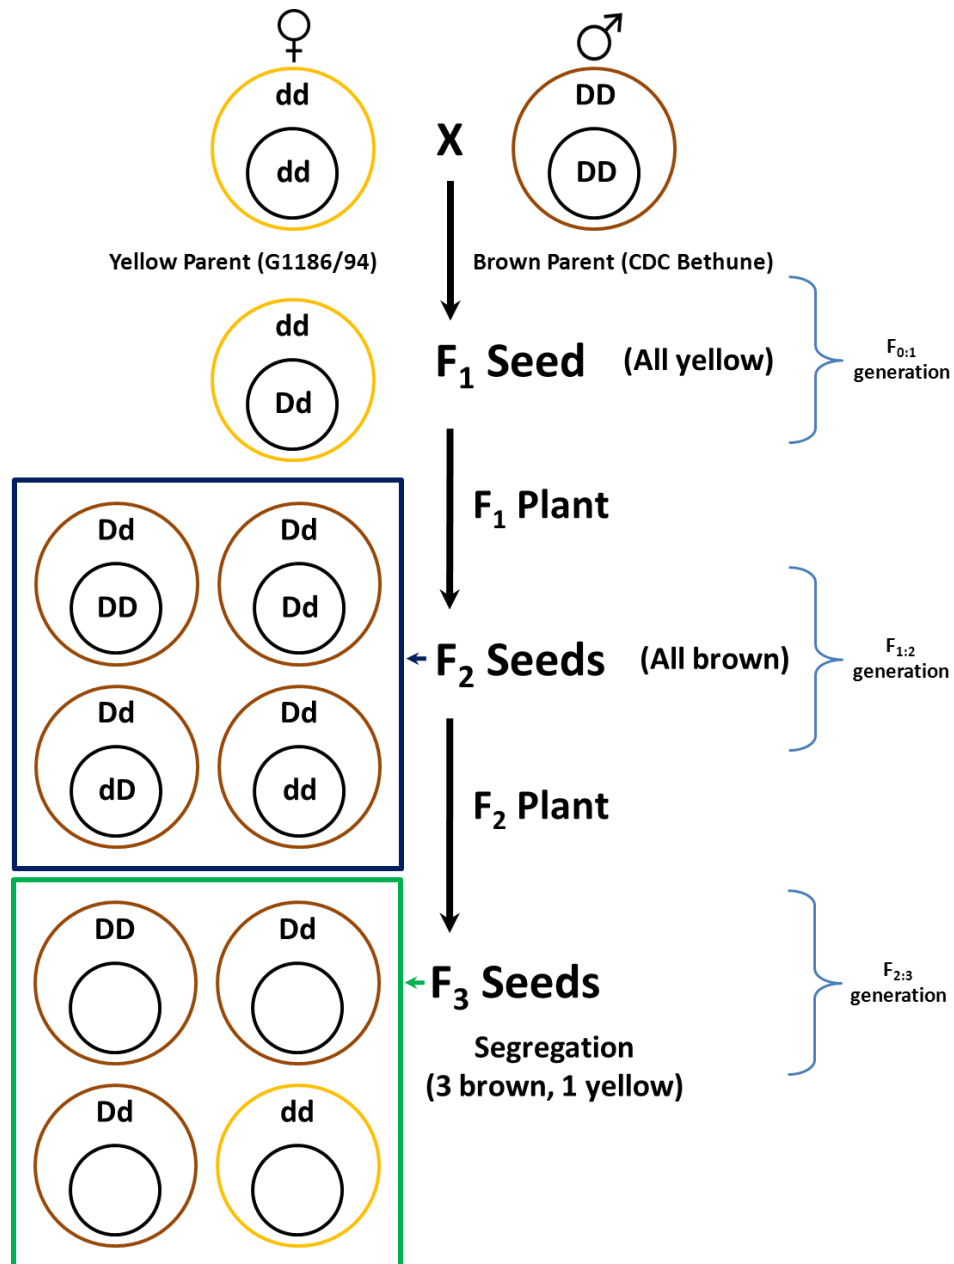 ♀ ♂
dd DD
X
dd DD
Yellow Parent (G1186/94) Brown Parent (CDC Bethune)
dd
F1 Seed (All yellow)
F0:1
generation
Dd
F1 Plant
Dd Dd
DD Dd
F2 Seeds (All brown)
F1:2
generation
Dd Dd
dD dd
F2 Plant
DD Dd
F3 Seeds
F2:3
generation
Segregation
(3 brown, 1 yellow)
Dd dd